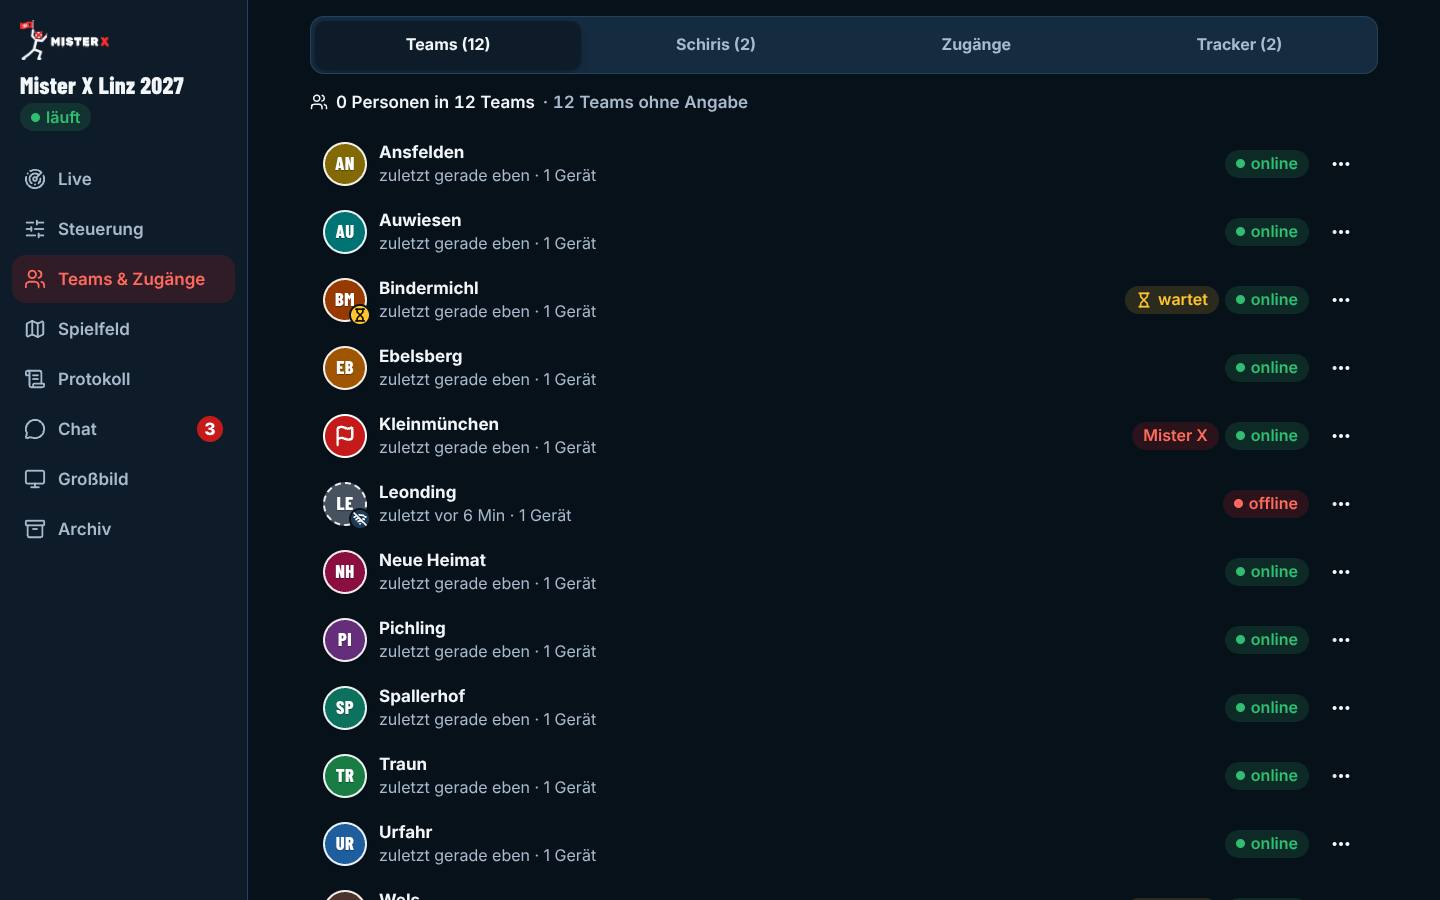 MISTER X
Mister X Linz 2027
läuft
Live
Steuerung
Teams & Zugänge
Spielfeld
Protokoll
Chat 3
Großbild
Archiv
Teams (12) Schiris (2) Zugänge Tracker (2)
0 Personen in 12 Teams · 12 Teams ohne Angabe
AN Ansfelden online
zuletzt gerade eben · 1 Gerät
AU Auwiesen online
zuletzt gerade eben · 1 Gerät
BM Bindermichl wartet online
zuletzt gerade eben · 1 Gerät
EB Ebelsberg online
zuletzt gerade eben · 1 Gerät
Kleinmünchen Mister X online
zuletzt gerade eben · 1 Gerät
LE Leonding offline
zuletzt vor 6 Min · 1 Gerät
NH Neue Heimat online
zuletzt gerade eben · 1 Gerät
PI Pichling online
zuletzt gerade eben · 1 Gerät
SP Spallerhof online
zuletzt gerade eben · 1 Gerät
TR Traun online
zuletzt gerade eben · 1 Gerät
UR Urfahr online
zuletzt gerade eben · 1 Gerät
Wels